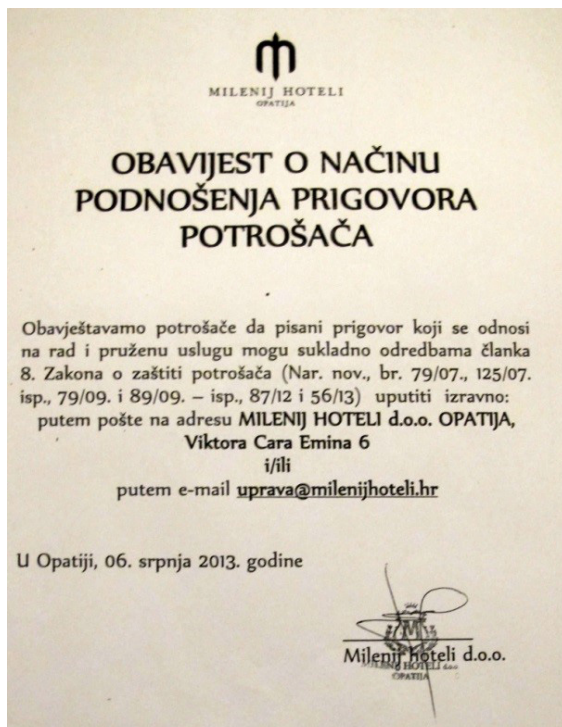 MILENIJ HOTELI
OPATIJA
OBAVIJEST O NAČINU
PODNOŠENJA PRIGOVORA
POTROŠAČA
Obavještavamo potrošače da pisani prigovor koji se odnosi
na rad i pruženu uslugu mogu sukladno odredbama članka
8. Zakona o zaštiti potrošača (Nar. nov., br. 79/07., 125/07.
isp., 79/09. i 89/09. – isp., 87/12 i 56/13) uputiti izravno:
putem pošte na adresu MILENIJ HOTELI d.o.o. OPATIJA,
Viktora Cara Emina 6
i/ili
putem e-mail uprava@milenijhoteli.hr
U Opatiji, 06. srpnja 2013. godine
Milenij hoteli d.o.o.
MILENIJ HOTELI d.o.o.
OPATIJA